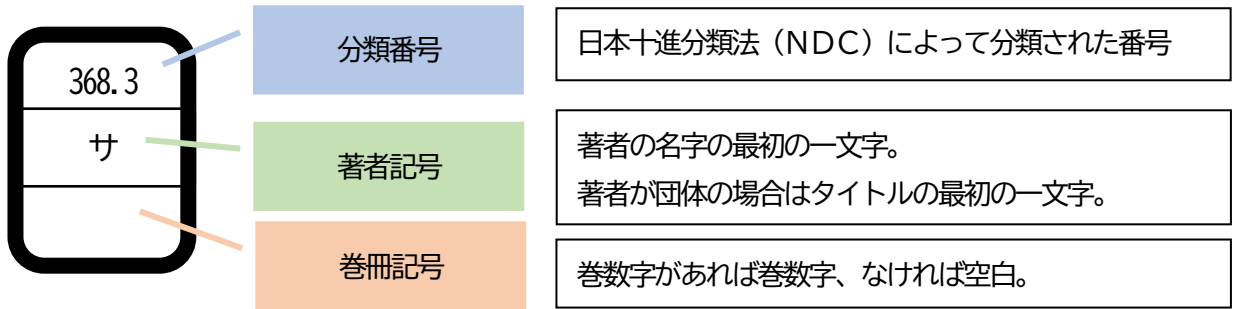 368.3
サ
分類番号
日本十進分類法（ＮＤＣ）によって分類された番号
著者記号
著者の名字の最初の一文字。
著者が団体の場合はタイトルの最初の一文字。
巻冊記号
巻数字があれば巻数字、なければ空白。